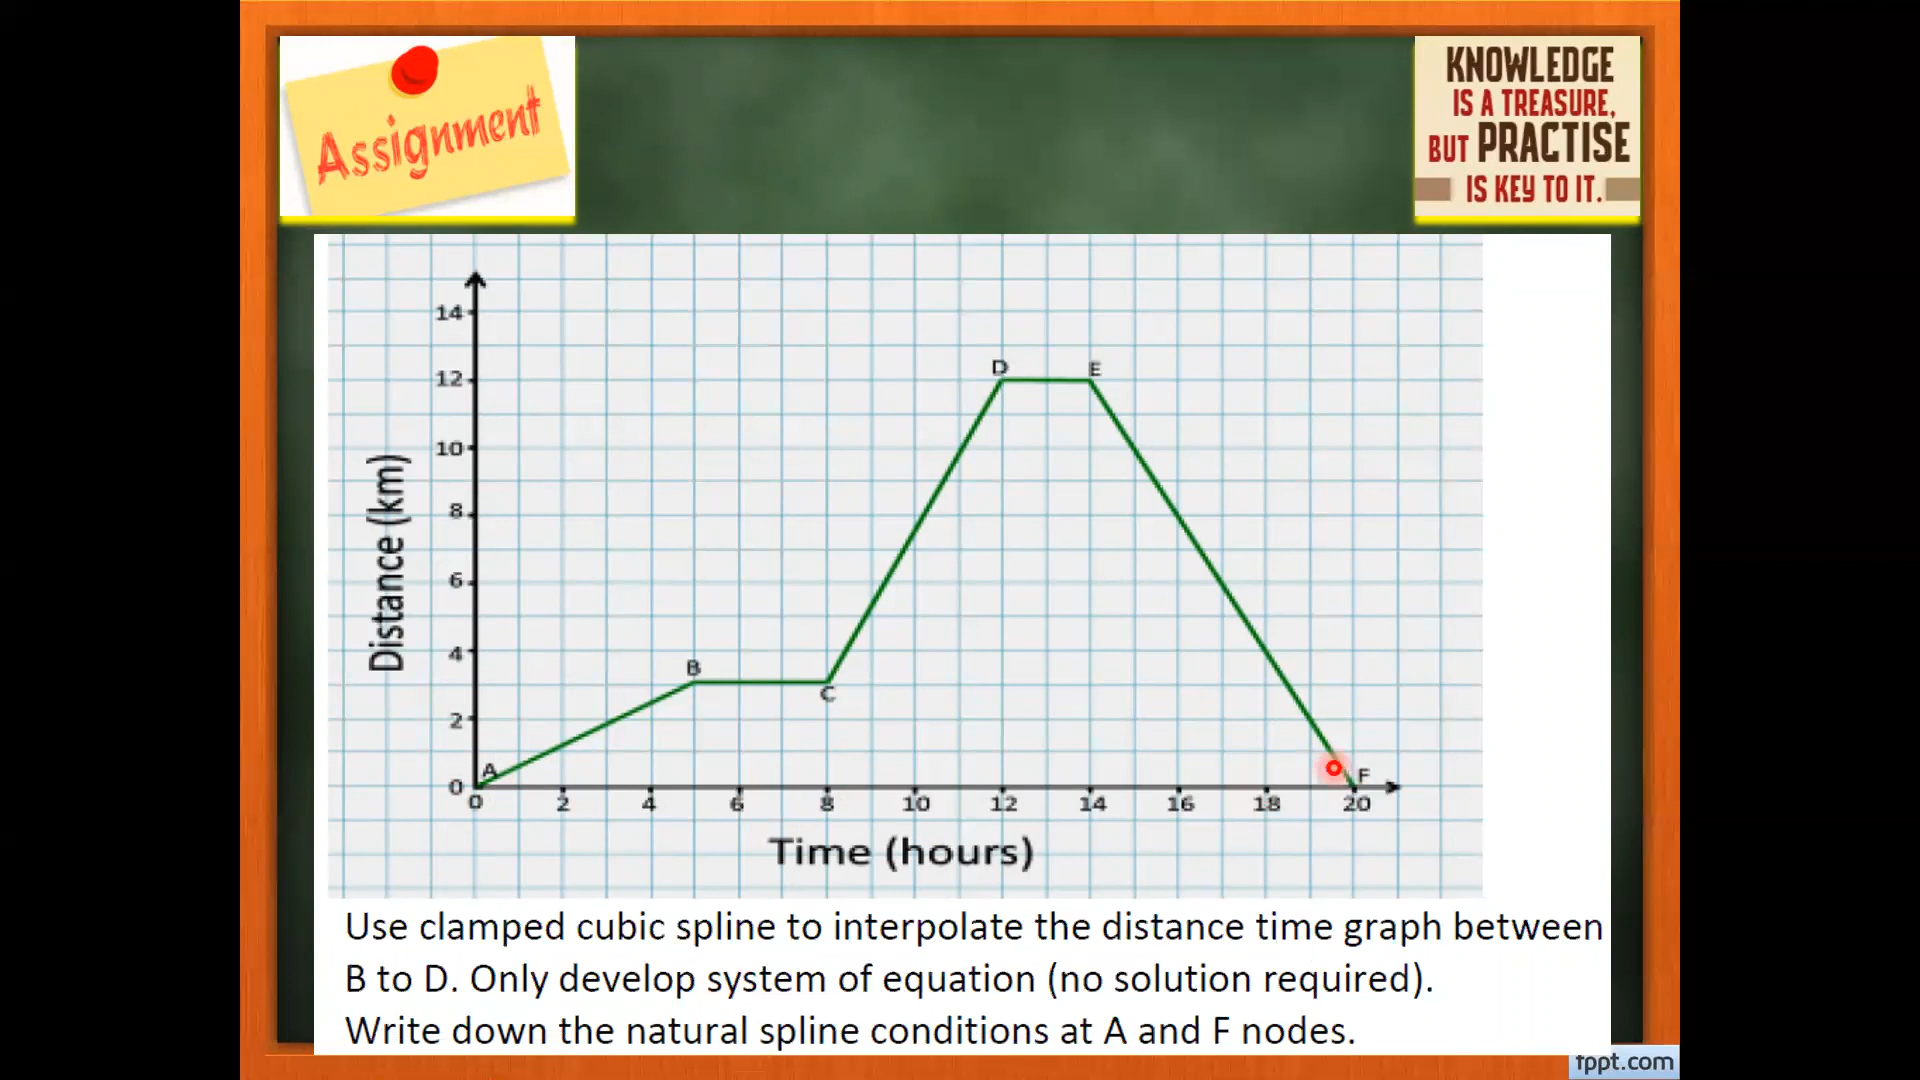 Assignment
KNOWLEDGE
IS A TREASURE,
BUT PRACTISE
IS KEY TO IT.
14
12
10
8
6
4
2
0
Distance (km)
A
B
C
D
E
F
0 2 4 6 8 10 12 14 16 18 20
Time (hours)
Use clamped cubic spline to interpolate the distance time graph between
B to D. Only develop system of equation (no solution required).
Write down the natural spline conditions at A and F nodes.
fppt.com